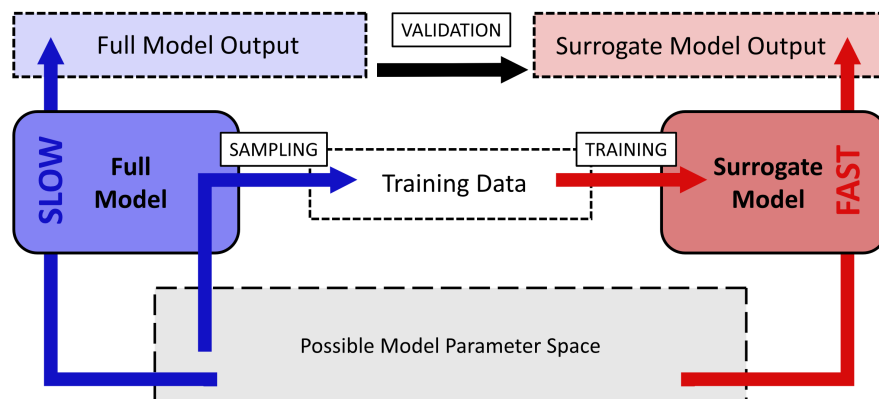 Full Model Output
VALIDATION
Surrogate Model Output
SLOW
Full
Model
SAMPLING
Training Data
TRAINING
Surrogate
Model
FAST
Possible Model Parameter Space